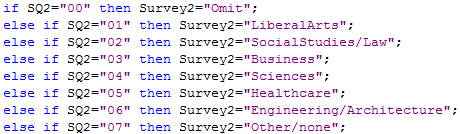 if SQ2="00" then Survey2="Omit";
else if SQ2="01" then Survey2="LiberalArts";
else if SQ2="02" then Survey2="SocialStudies/Law";
else if SQ2="03" then Survey2="Business";
else if SQ2="04" then Survey2="Sciences";
else if SQ2="05" then Survey2="Healthcare";
else if SQ2="06" then Survey2="Engineering/Architecture";
else if SQ2="07" then Survey2="Other/none";